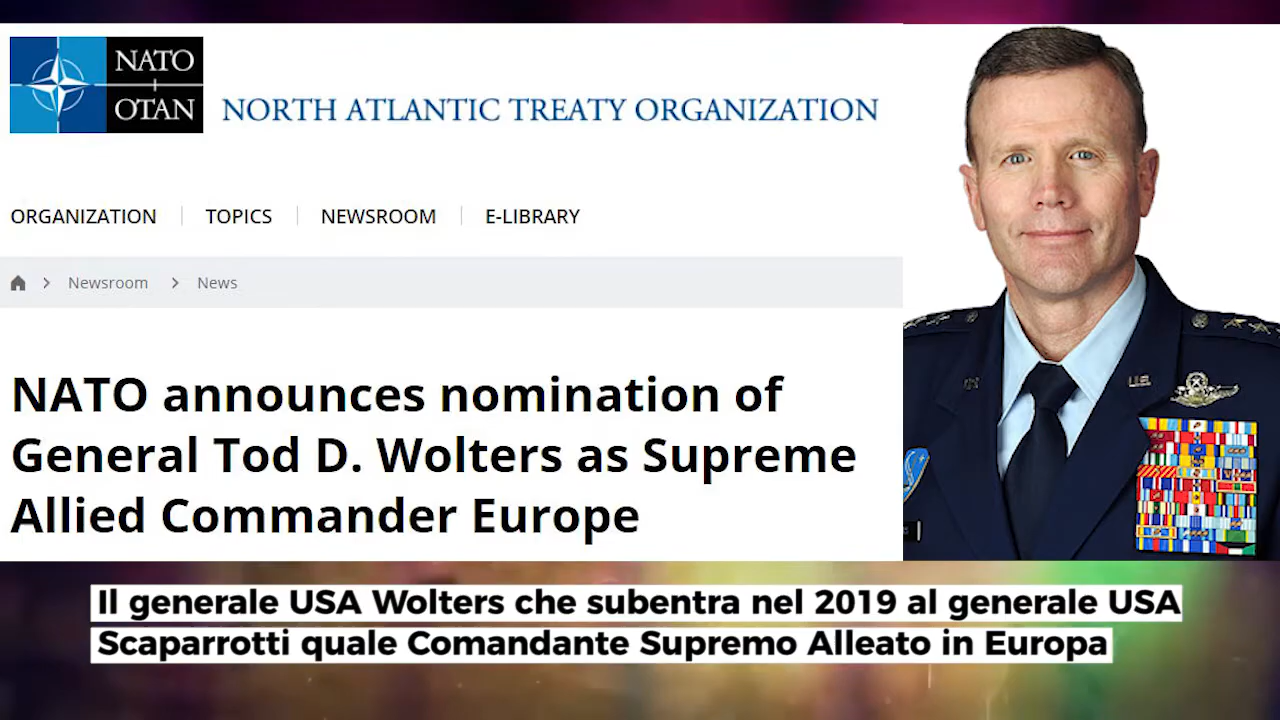 NATO
OTAN
NORTH ATLANTIC TREATY ORGANIZATION
ORGANIZATION
TOPICS
NEWSROOM
E-LIBRARY
Newsroom
News
NATO announces nomination of
General Tod D. Wolters as Supreme
Allied Commander Europe
Il generale USA Wolters che subentra nel 2019 al generale USA
Scaparrotti quale Comandante Supremo Alleato in Europa